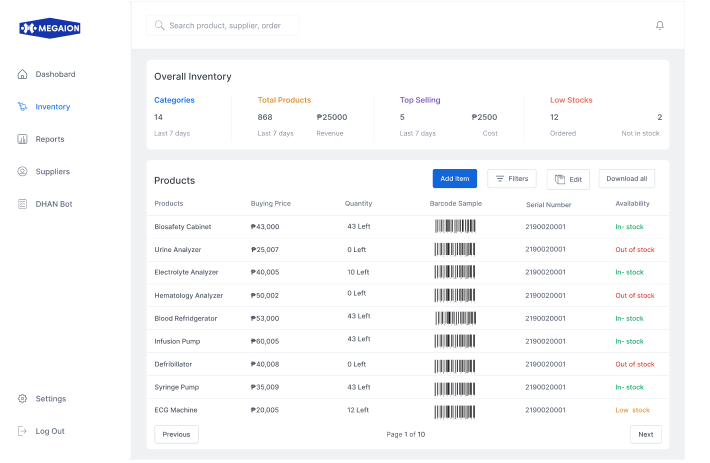 MEGAION
Search product, supplier, order
Dashobard
Inventory
Reports
Suppliers
DHAN Bot
Settings
Log Out
Overall Inventory
Categories Total Products Top Selling Low Stocks
14 868 ₱25000 5 ₱2500 12 2
Last 7 days Last 7 days Revenue Last 7 days Cost Ordered Not in stock
Products Add Item Filters Edit Download all
Products Buying Price Quantity Barcode Sample Serial Number Availability
Biosafety Cabinet ₱43,000 43 Left 2190020001 In- stock
Urine Analyzer ₱25,007 0 Left 2190020001 Out of stock
Electrolyte Analyzer ₱40,005 10 Left 2190020001 In- stock
Hematology Analyzer ₱50,002 0 Left 2190020001 Out of stock
Blood Refridgerator ₱53,000 43 Left 2190020001 In- stock
Infusion Pump ₱60,005 43 Left 2190020001 In- stock
Defribillator ₱40,008 0 Left 2190020001 Out of stock
Syringe Pump ₱35,009 43 Left 2190020001 In- stock
ECG Machine ₱20,005 12 Left 2190020001 Low stock
Previous Page 1 of 10 Next